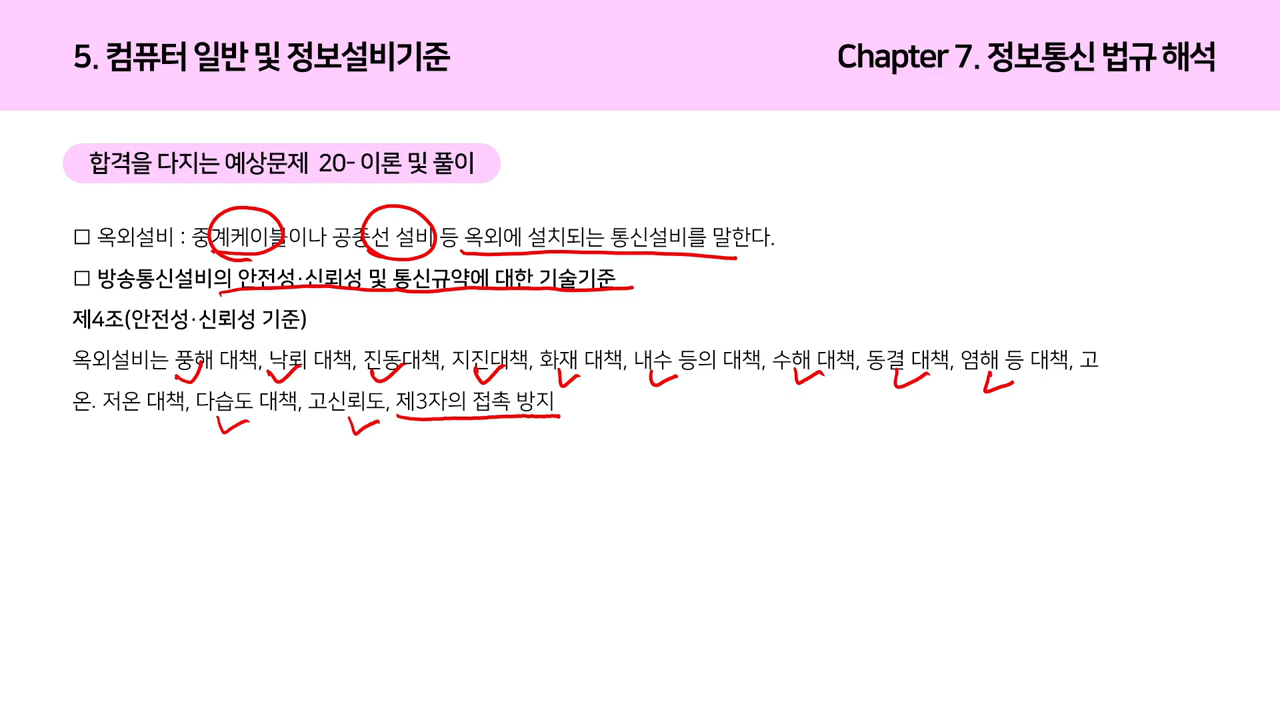 5. 컴퓨터 일반 및 정보설비기준
Chapter 7. 정보통신 법규 해석
합격을 다지는 예상문제 20- 이론 및 풀이
□ 옥외설비 : 중계케이블이나 공중선 설비 등 옥외에 설치되는 통신설비를 말한다.
□ 방송통신설비의 안전성·신뢰성 및 통신규약에 대한 기술기준
제4조(안전성·신뢰성 기준)
옥외설비는 풍해 대책, 낙뢰 대책, 진동대책, 지진대책, 화재 대책, 내수 등의 대책, 수해 대책, 동결 대책, 염해 등 대책, 고
온. 저온 대책, 다습도 대책, 고신뢰도, 제3자의 접촉 방지